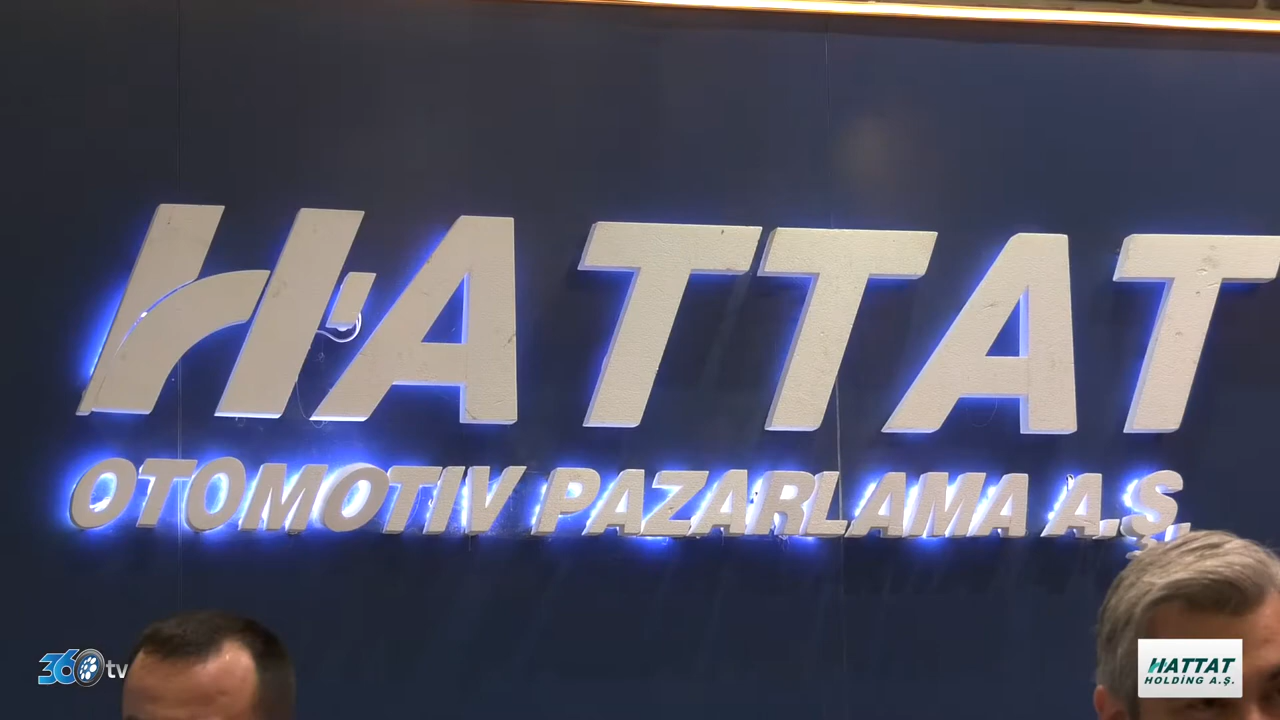 HATTAT
OTOMOTIV PAZARLAMA A.Ş.
360tv
HATTAT
HOLDİNG A.Ş.